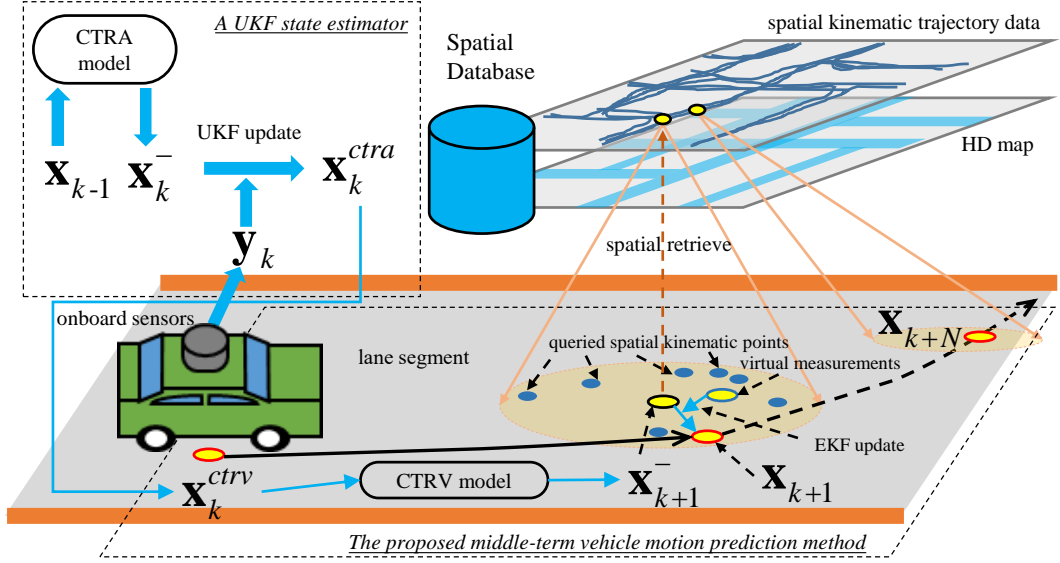 A UKF state estimator
CTRA
model
UKF update
x_{k-1}
x_k^-
x_k^{ctra}
y_k
Spatial
Database
spatial kinematic trajectory data
HD map
spatial retrieve
onboard sensors
lane segment
queried spatial kinematic points
virtual measurements
x_{k+N}
EKF update
x_k^{ctrv}
CTRV model
x_{k+1}^-
x_{k+1}
The proposed middle-term vehicle motion prediction method